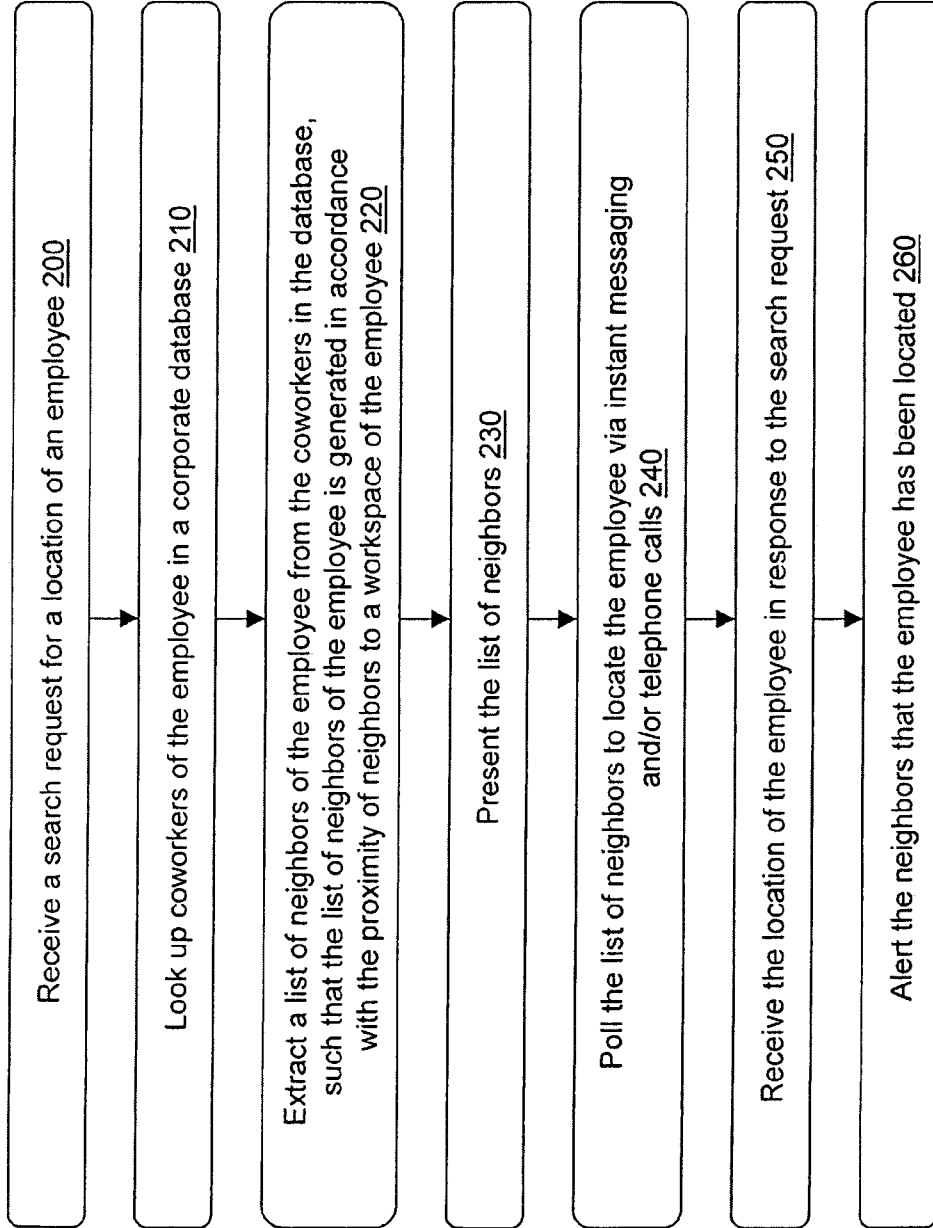 Receive a search request for a location of an employee 200
Look up coworkers of the employee in a corporate database 210
Extract a list of neighbors of the employee from the coworkers in the database,
such that the list of neighbors of the employee is generated in accordance
with the proximity of neighbors to a workspace of the employee 220
Present the list of neighbors 230
Poll the list of neighbors to locate the employee via instant messaging
and/or telephone calls 240
Receive the location of the employee in response to the search request 250
Alert the neighbors that the employee has been located 260